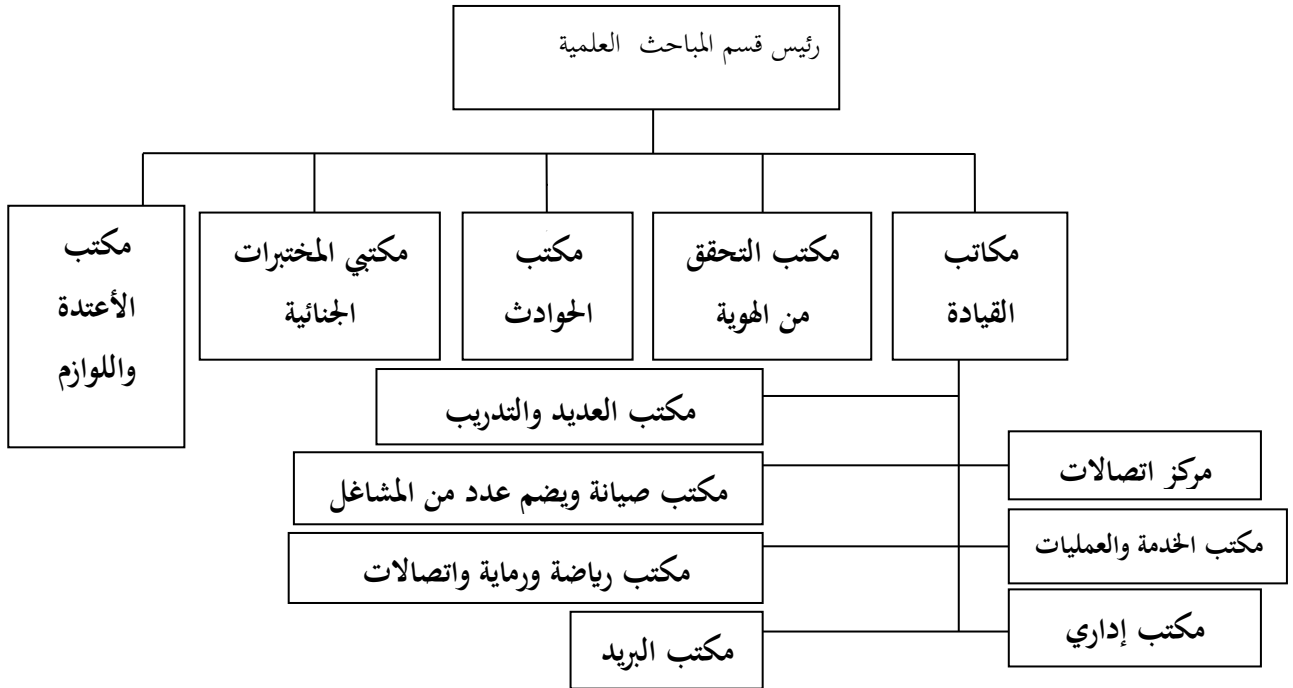 رئيس قسم المباحث العلمية
مكاتب
القيادة
مكتب التحقق
من الهوية
مكتب
الحوادث
مكتبي المختبرات
الجنائية
مكتب
الأعتدة
واللوازم
مكتب العديد والتدريب
مركز اتصالات
مكتب صيانة ويضم عدد من المشاغل
مكتب الخدمة والعمليات
مكتب رياضة ورماية واتصالات
مكتب إداري
مكتب البريد